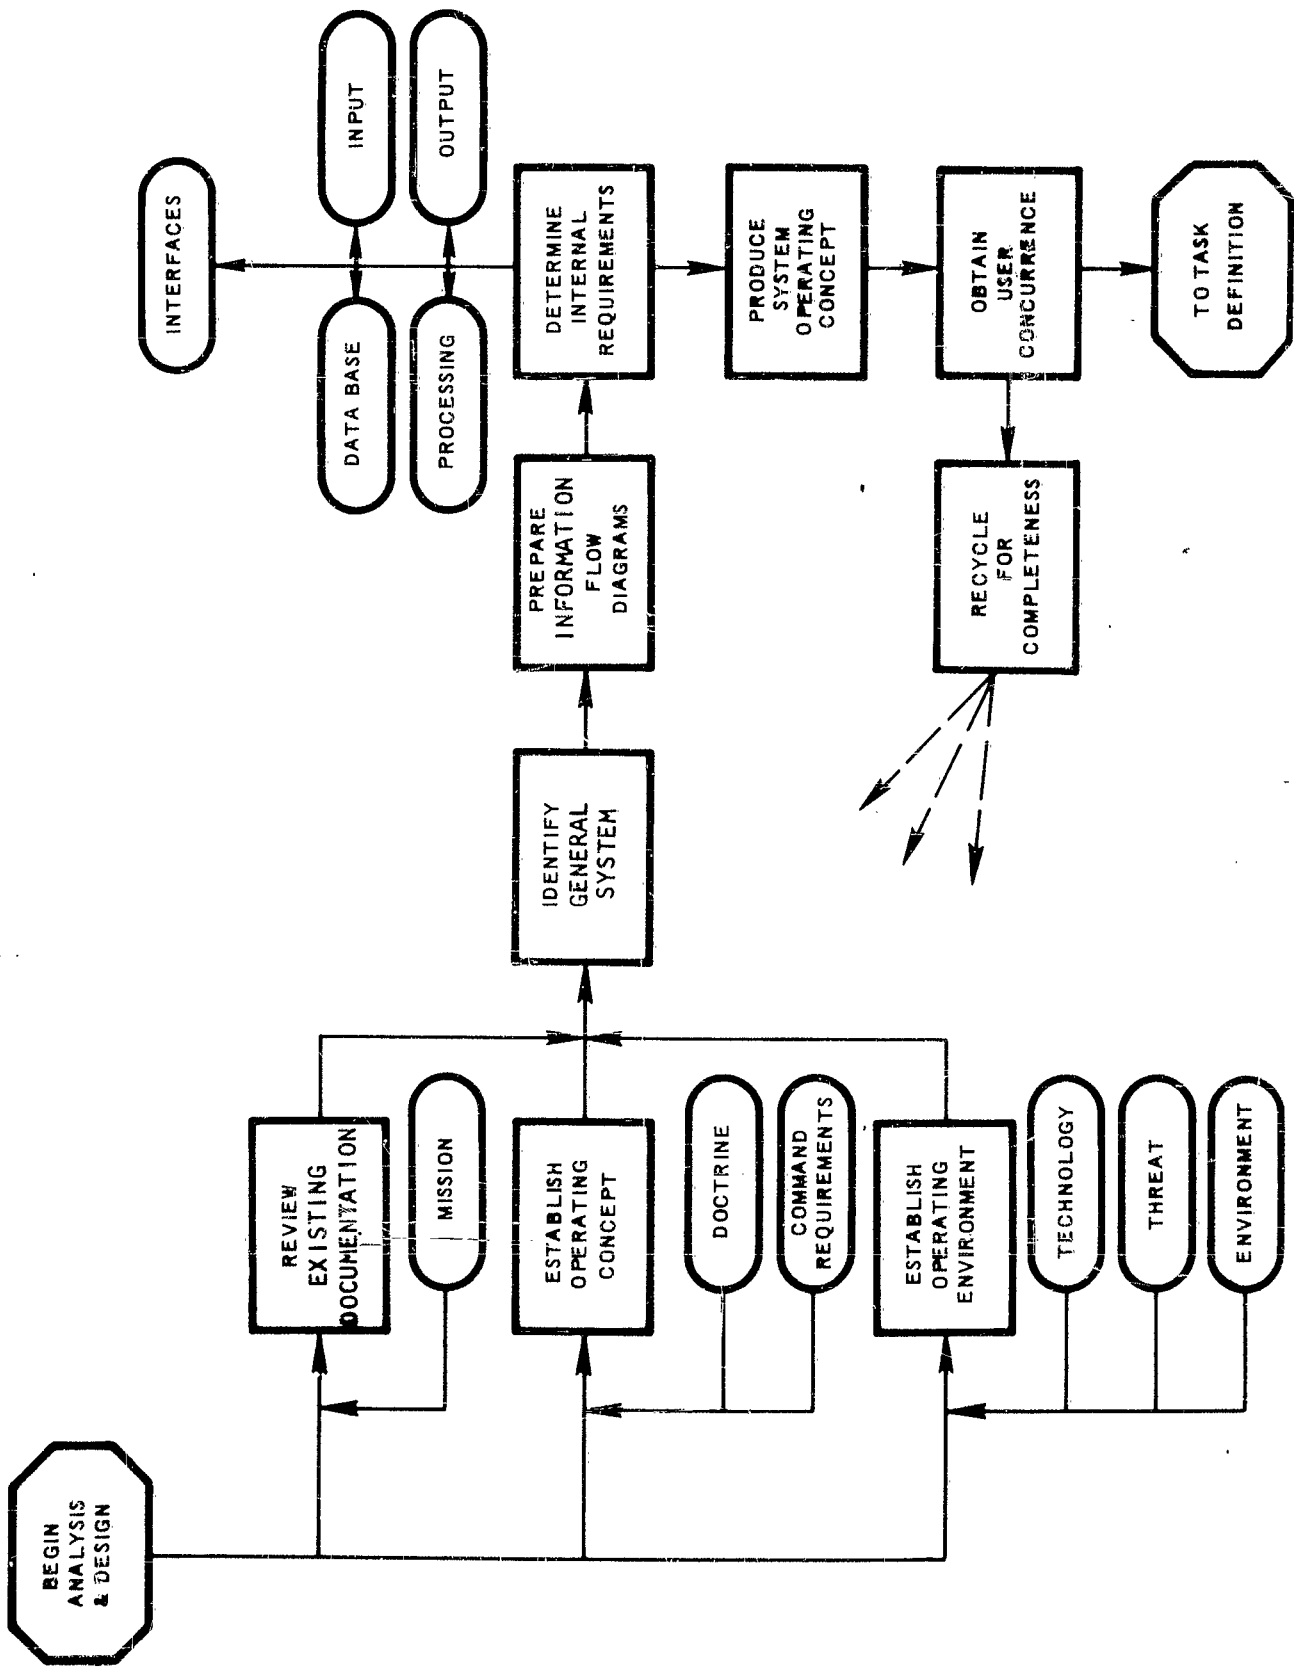 BEGIN
ANALYSIS
& DESIGN
REVIEW
EXISTING
DOCUMENTATION
MISSION
ESTABLISH
OPERATING
CONCEPT
DOCTRINE
COMMAND
REQUIREMENTS
ESTABLISH
OPERATING
ENVIRONMENT
TECHNOLOGY
THREAT
ENVIRONMENT
IDENTIFY
GENERAL
SYSTEM
PREPARE
INFORMATION
FLOW
DIAGRAMS
DETERMINE
INTERNAL
REQUIREMENTS
INTERFACES
DATA BASE
INPUT
PROCESSING
OUTPUT
PRODUCE
SYSTEM
OPERATING
CONCEPT
OBTAIN
USER
CONCURRENCE
RECYCLE
FOR
COMPLETENESS
TO TASK
DEFINITION